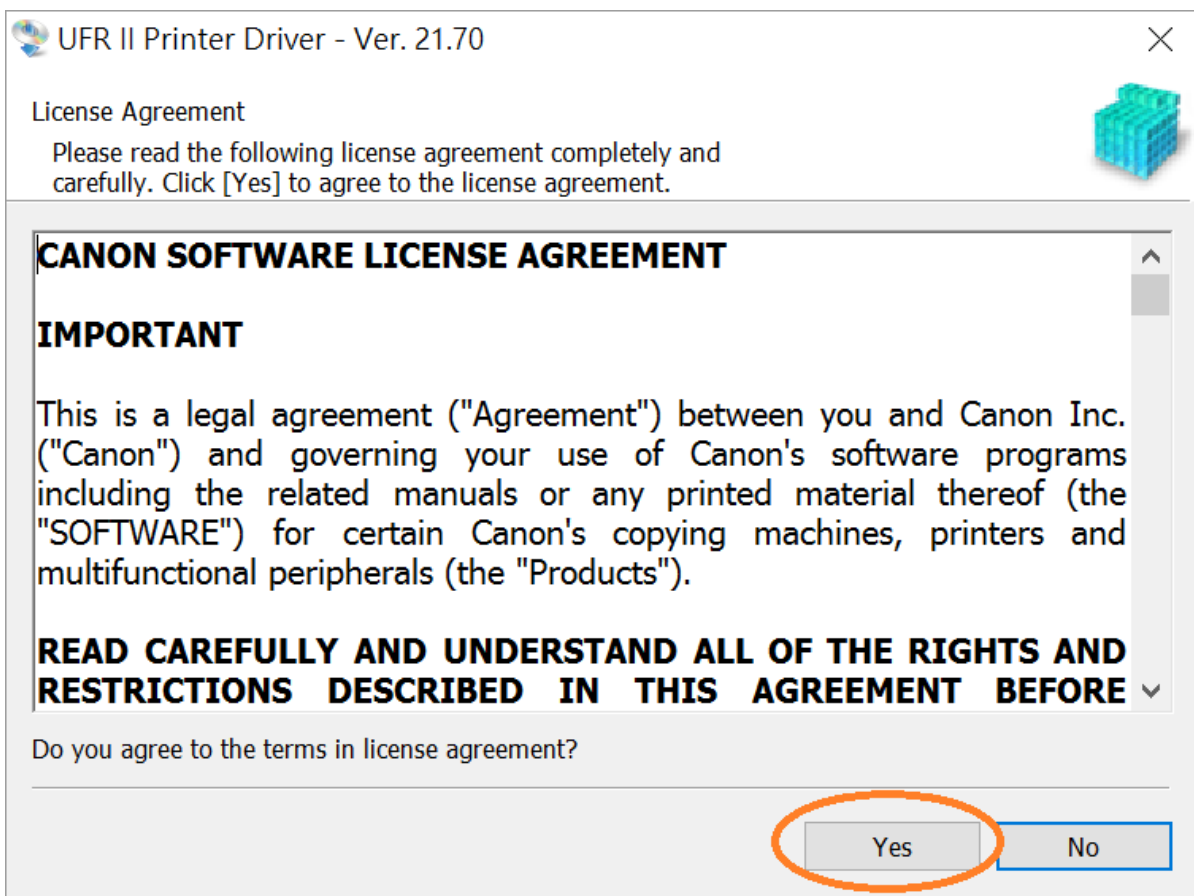 UFR II Printer Driver - Ver. 21.70
License Agreement
Please read the following license agreement completely and
carefully. Click [Yes] to agree to the license agreement.
CANON SOFTWARE LICENSE AGREEMENT
IMPORTANT
This is a legal agreement ("Agreement") between you and Canon Inc.
("Canon") and governing your use of Canon's software programs
including the related manuals or any printed material thereof (the
"SOFTWARE") for certain Canon's copying machines, printers and
multifunctional peripherals (the "Products").
READ CAREFULLY AND UNDERSTAND ALL OF THE RIGHTS AND
RESTRICTIONS DESCRIBED IN THIS AGREEMENT BEFORE
Do you agree to the terms in license agreement?
Yes
No